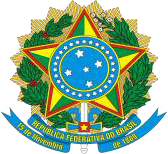 REPÚBLICA FEDERATIVA DO BRASIL
15 de Novembro de 1889